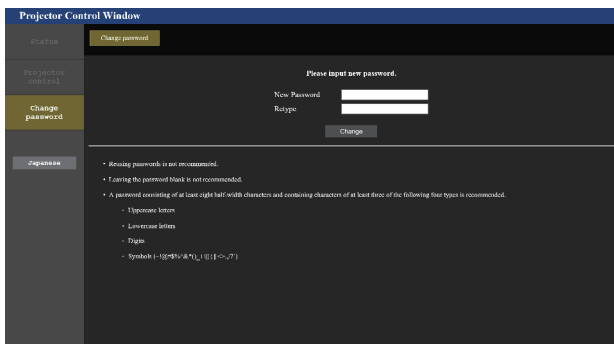 Projector Control Window
Status
Change password
Projector
control
Please input new password.
New Password
Change
password
Retype
Change
Japanese
• Reusing passwords is not recommended.
• Leaving the password blank is not recommended.
• A password consisting of at least eight half-width characters and containing characters of at least three of the following four types is recommended.
◦ Uppercase letters
◦ Lowercase letters
◦ Digits
◦ Symbols